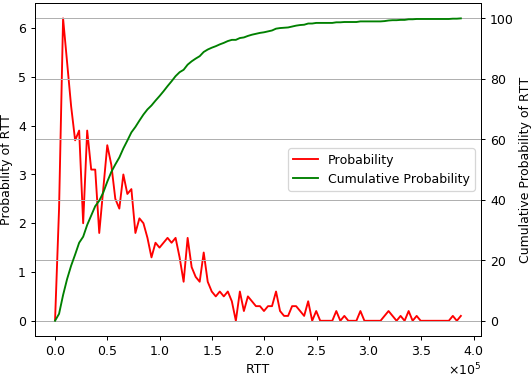 6
5
4
3
2
1
0
100
80
60
40
20
0
Probability of RTT
Cumulative Probability of RTT
Probability
Cumulative Probability
0.0 0.5 1.0 1.5 2.0 2.5 3.0 3.5 4.0
×10⁵
RTT